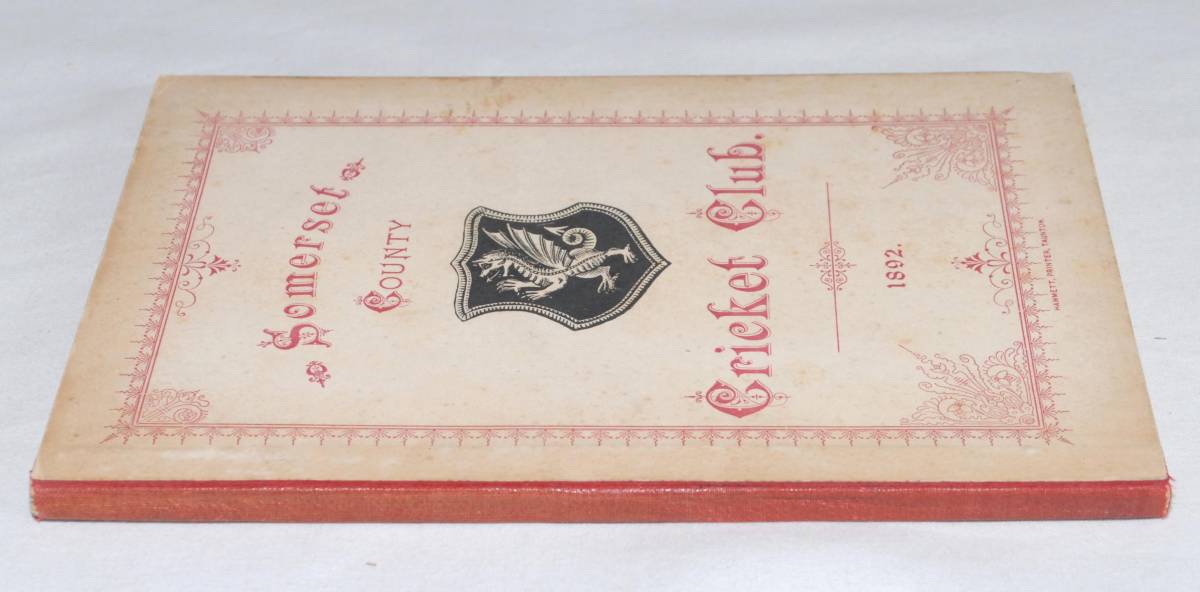 Somerset
COUNTY
Cricket Club.
1892.
HAMMETT, PRINTER, TAUNTON.